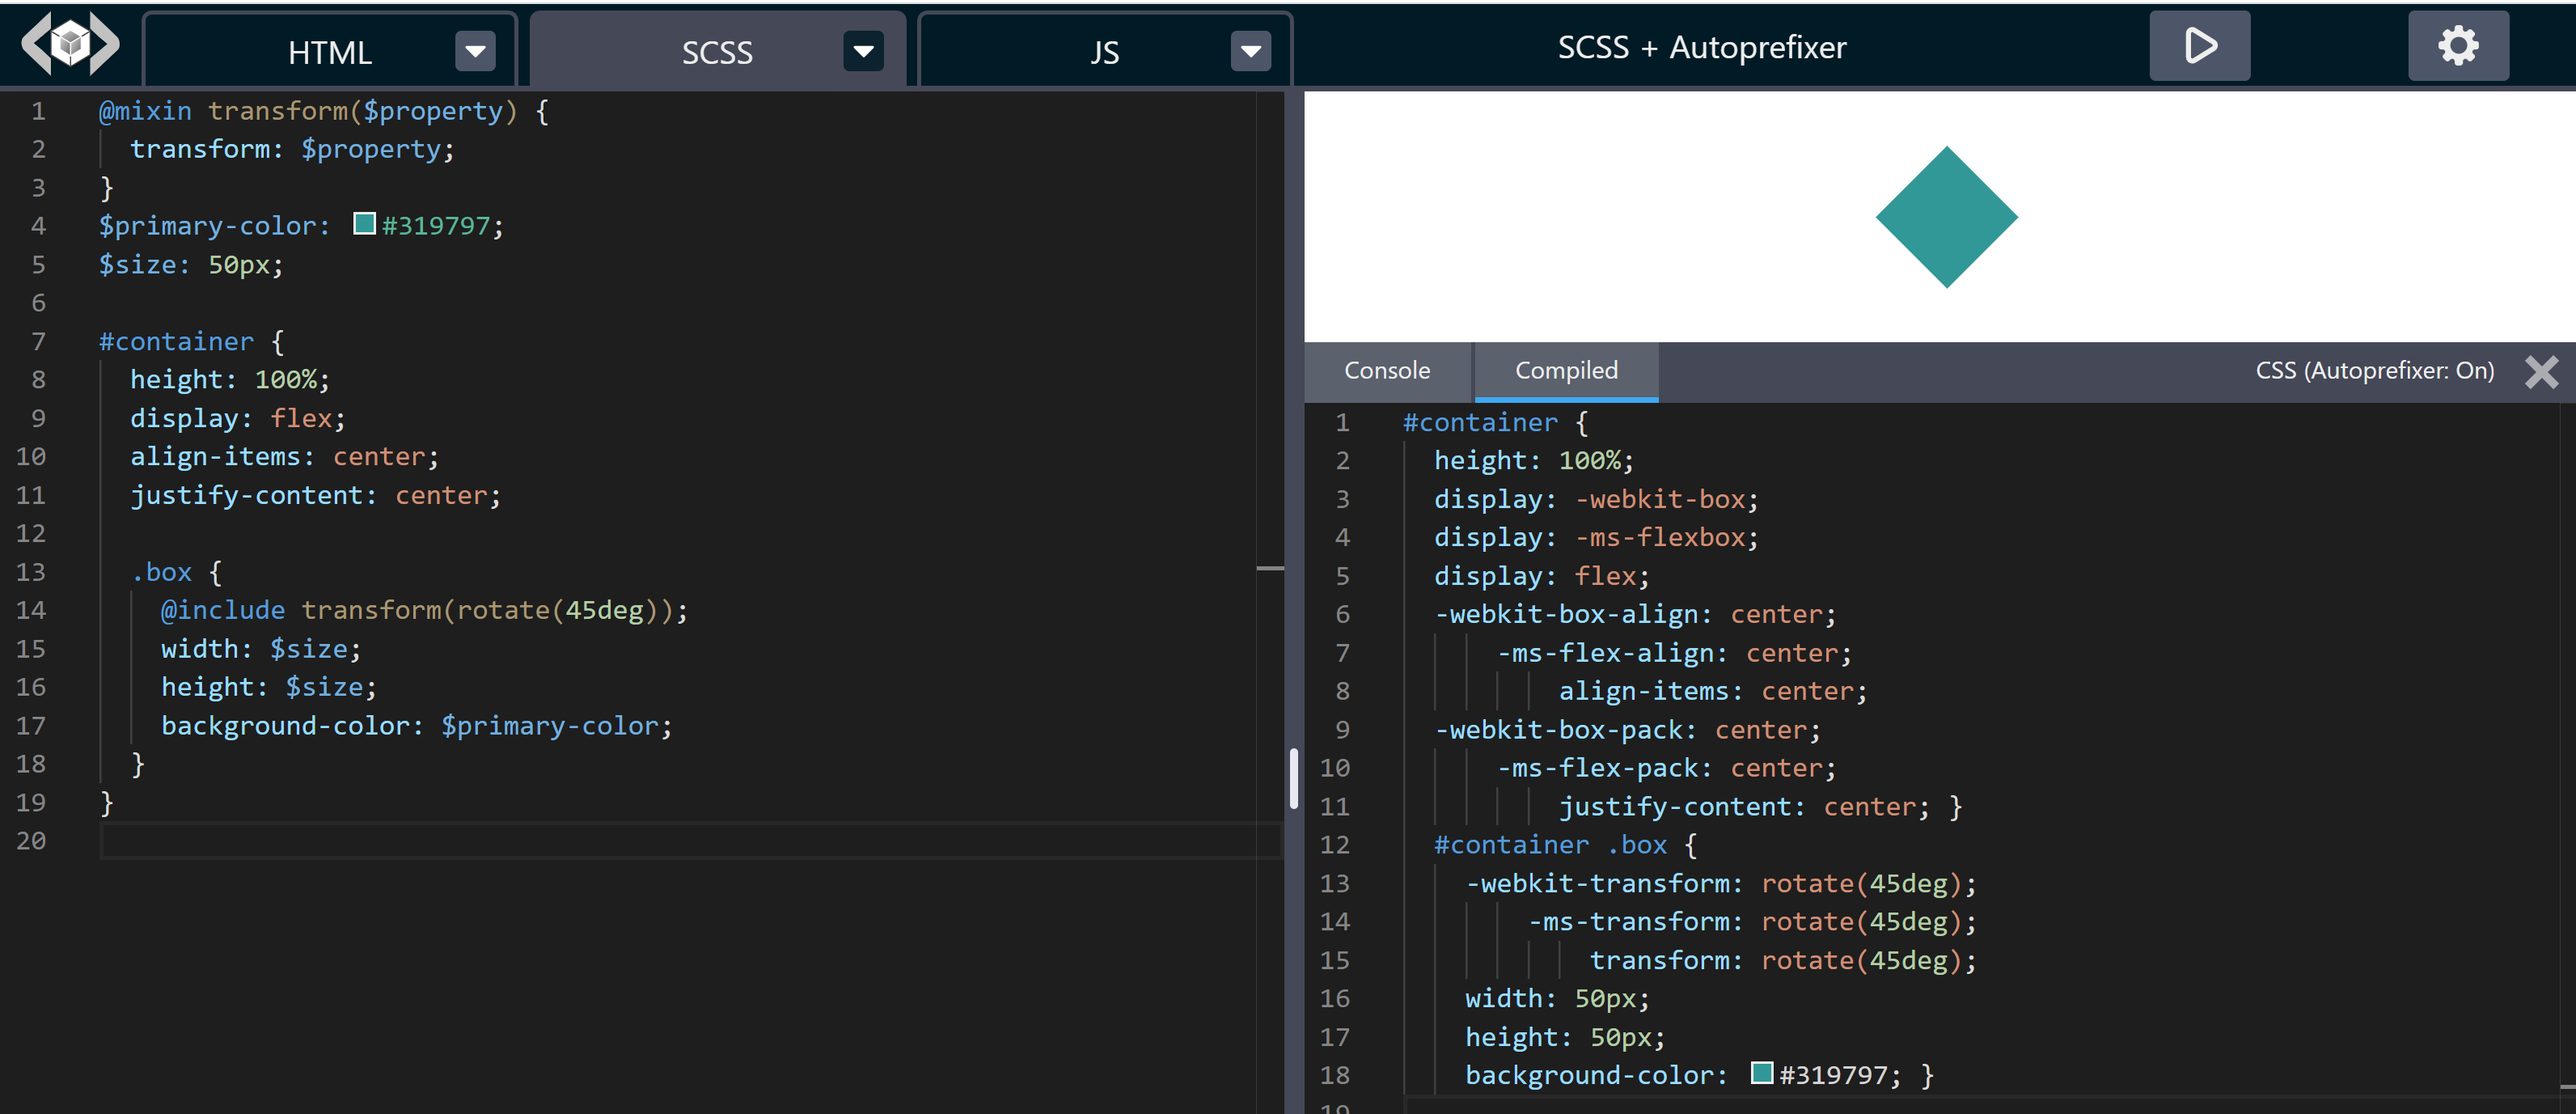 HTML
SCSS
JS
SCSS + Autoprefixer
1 @mixin transform($property) {
2 transform: $property;
3 }
4 $primary-color: #319797;
5 $size: 50px;
6
7 #container {
8 height: 100%;
9 display: flex;
10 align-items: center;
11 justify-content: center;
12
13 .box {
14 @include transform(rotate(45deg));
15 width: $size;
16 height: $size;
17 background-color: $primary-color;
18 }
19 }
20
Console
Compiled
CSS (Autoprefixer: On)
1 #container {
2 height: 100%;
3 display: -webkit-box;
4 display: -ms-flexbox;
5 display: flex;
6 -webkit-box-align: center;
7 -ms-flex-align: center;
8 align-items: center;
9 -webkit-box-pack: center;
10 -ms-flex-pack: center;
11 justify-content: center; }
12 #container .box {
13 -webkit-transform: rotate(45deg);
14 -ms-transform: rotate(45deg);
15 transform: rotate(45deg);
16 width: 50px;
17 height: 50px;
18 background-color: #319797; }
19